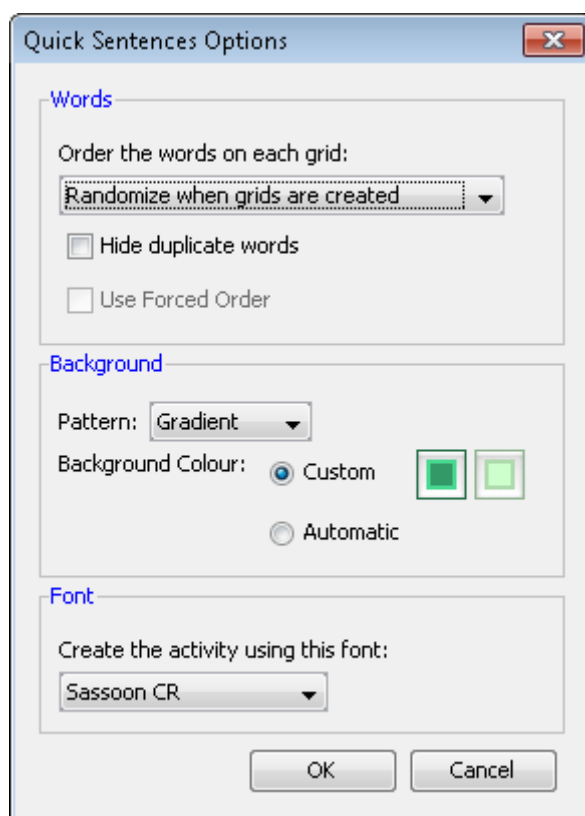 Quick Sentences Options
Words
Order the words on each grid:
Randomize when grids are created
Hide duplicate words
Use Forced Order
Background
Pattern: Gradient
Background Colour: Custom
Automatic
Font
Create the activity using this font:
Sassoon CR
OK Cancel